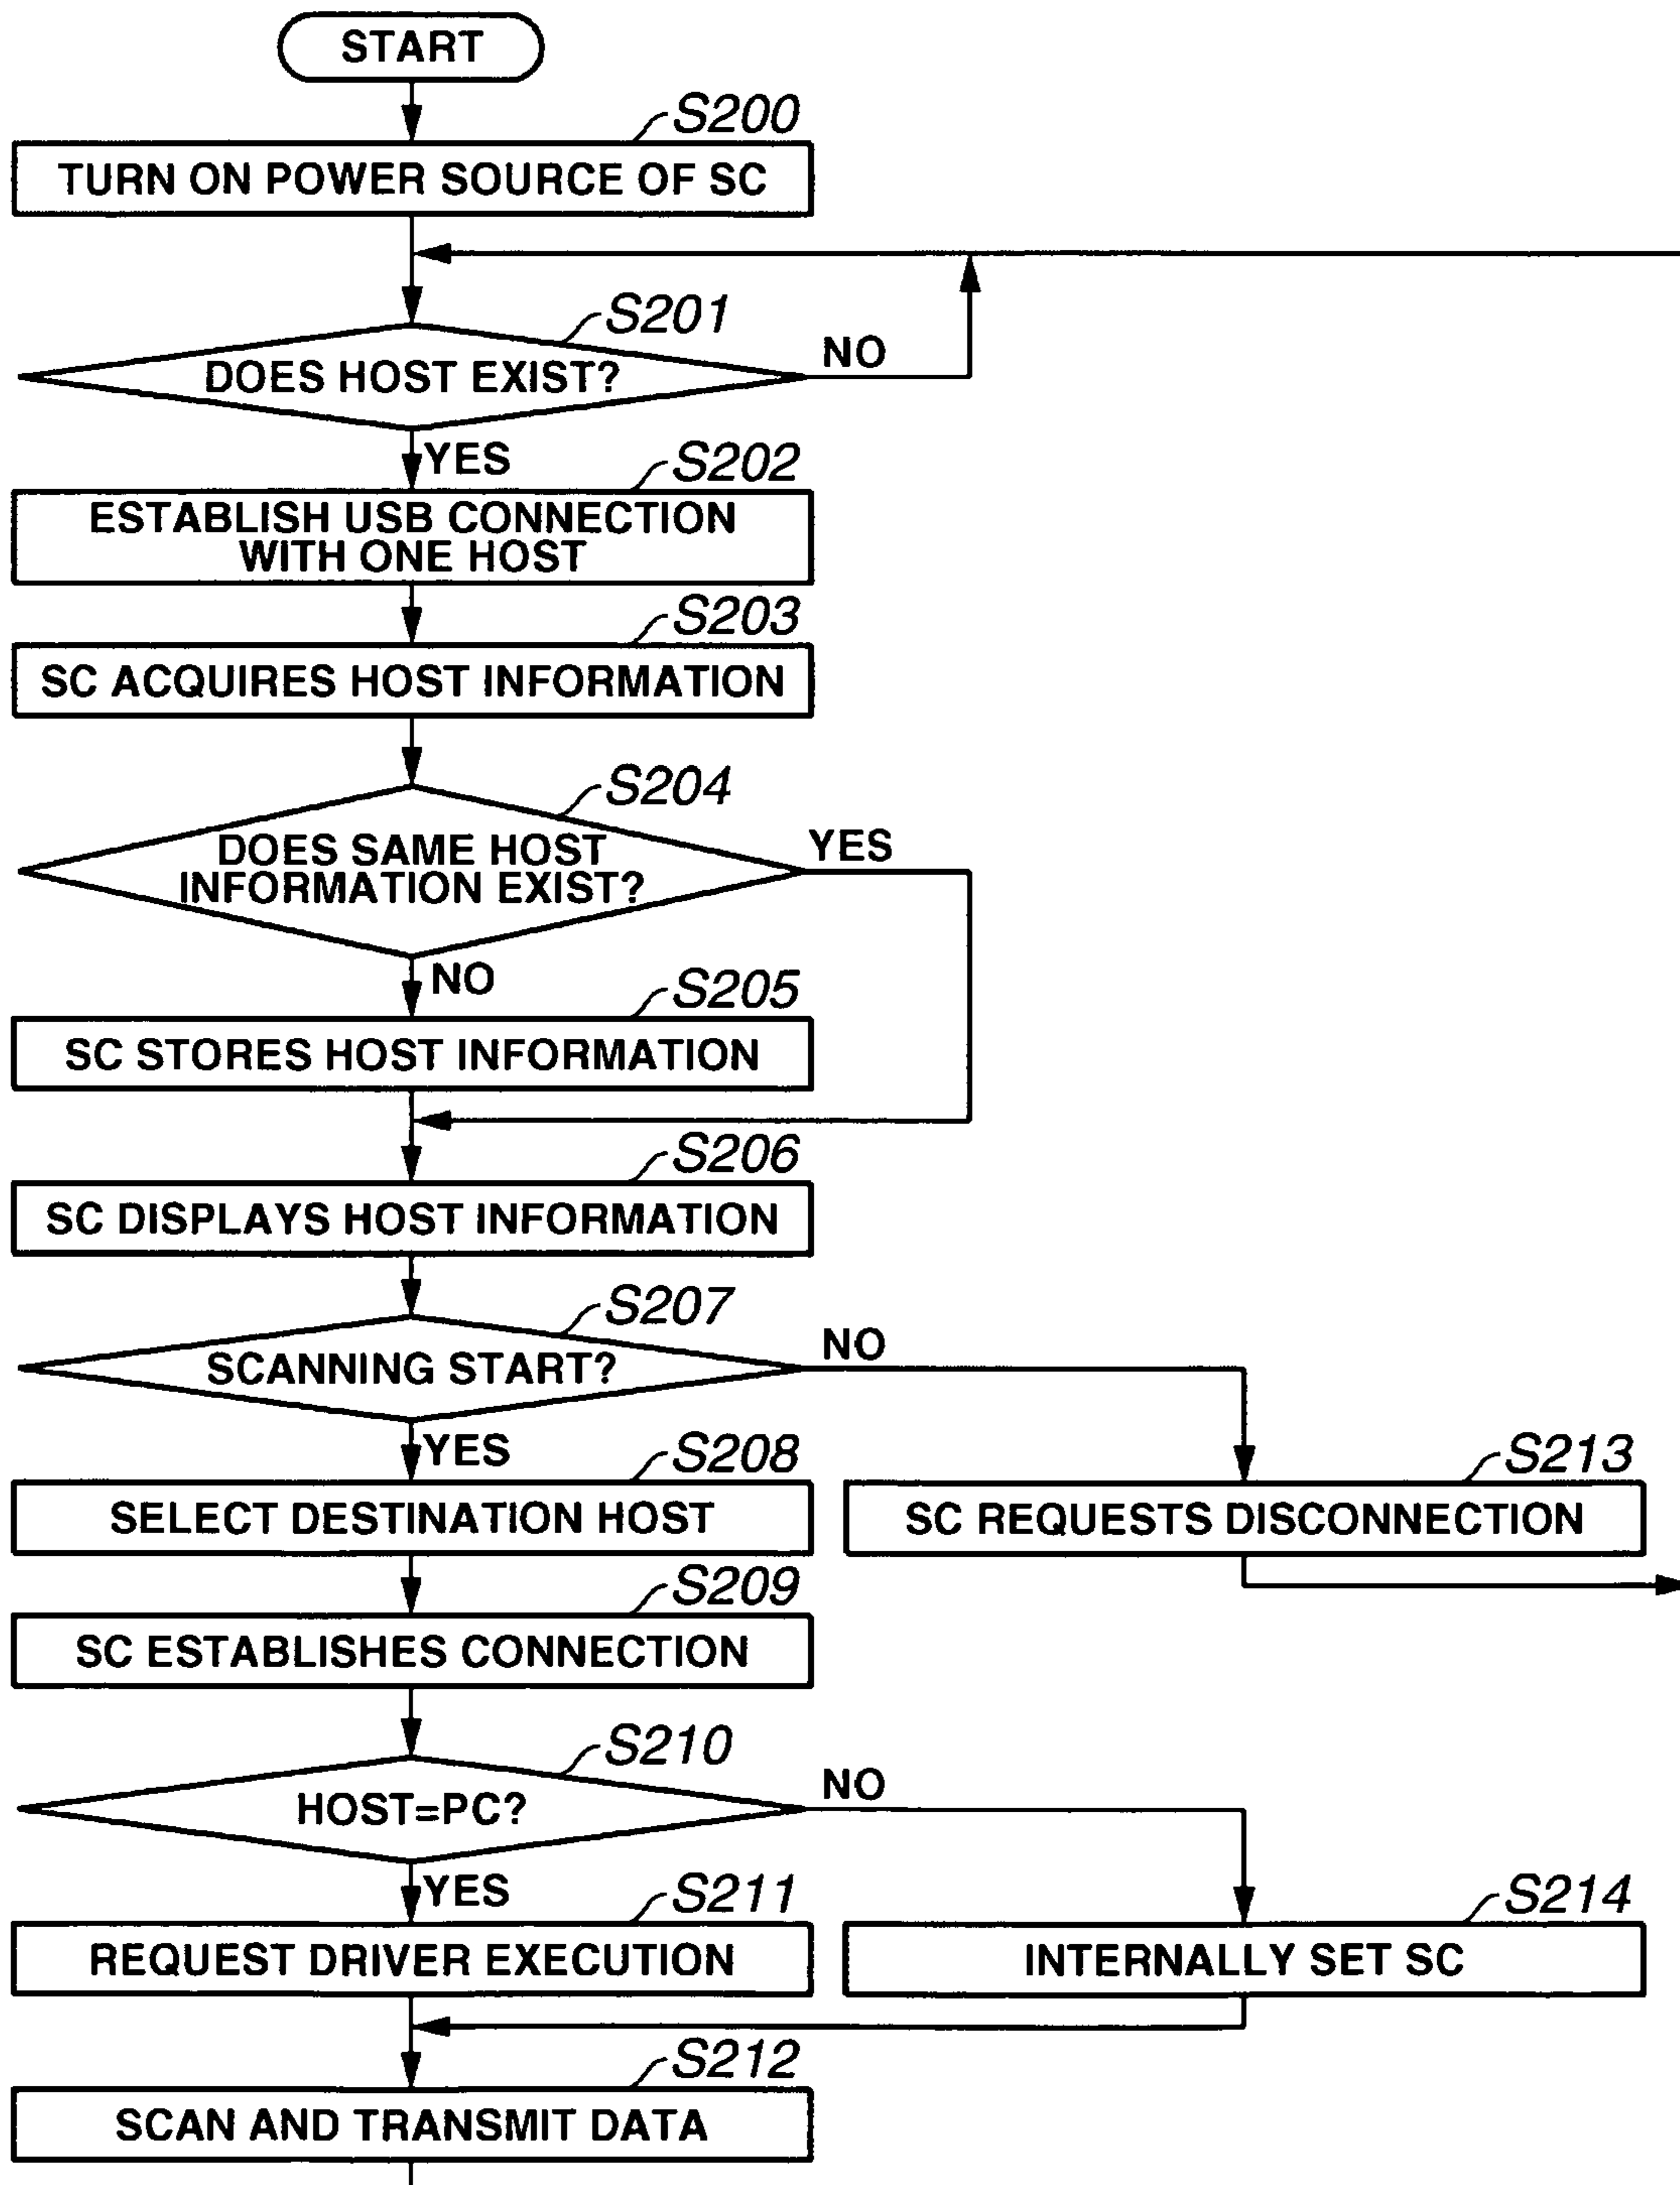 START
S200
TURN ON POWER SOURCE OF SC
S201
DOES HOST EXIST?
NO
YES
S202
ESTABLISH USB CONNECTION
WITH ONE HOST
S203
SC ACQUIRES HOST INFORMATION
S204
DOES SAME HOST
INFORMATION EXIST?
YES
NO
S205
SC STORES HOST INFORMATION
S206
SC DISPLAYS HOST INFORMATION
S207
SCANNING START?
NO
YES
S208
SELECT DESTINATION HOST
S213
SC REQUESTS DISCONNECTION
S209
SC ESTABLISHES CONNECTION
S210
HOST=PC?
NO
YES
S211
REQUEST DRIVER EXECUTION
S214
INTERNALLY SET SC
S212
SCAN AND TRANSMIT DATA